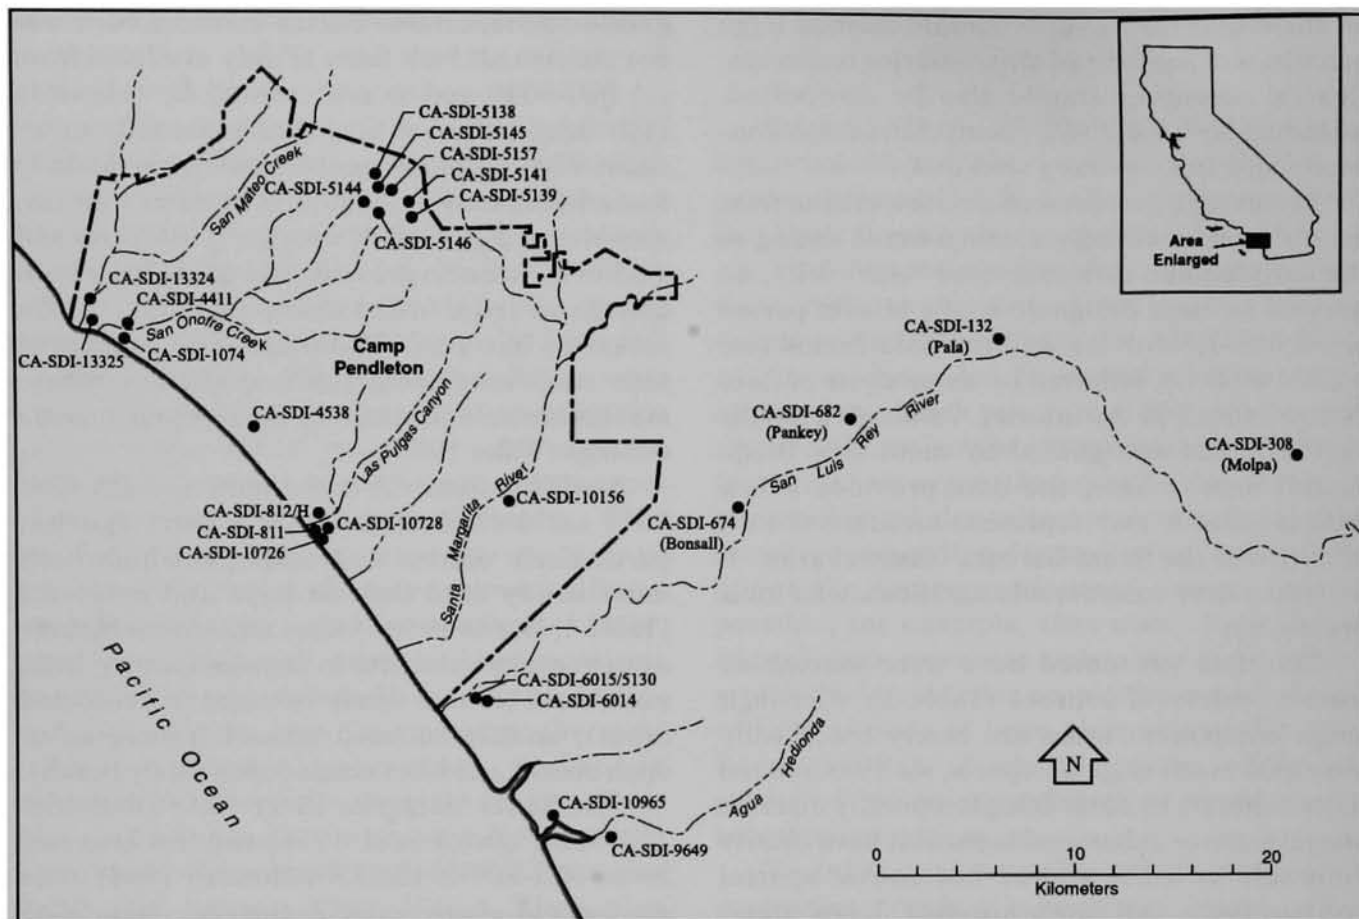 CA-SDI-5138
CA-SDI-5145
CA-SDI-5157
CA-SDI-5141
CA-SDI-5144
CA-SDI-5139
CA-SDI-5146
San Mateo Creek
CA-SDI-13324
CA-SDI-4411
San Onofre Creek
CA-SDI-13325
CA-SDI-1074
Camp
Pendleton
Area
Enlarged
CA-SDI-132
(Pala)
CA-SDI-4538
Las Pulgas Canyon
CA-SDI-682
(Pankey)
San Luis Rey River
CA-SDI-308
(Molpa)
CA-SDI-812/H
CA-SDI-10728
CA-SDI-811
CA-SDI-10726
CA-SDI-10156
Santa Margarita River
CA-SDI-674
(Bonsall)
Pacific Ocean
CA-SDI-6015/5130
CA-SDI-6014
Agua Hedionda
N
CA-SDI-10965
CA-SDI-9649
0 10 20
Kilometers